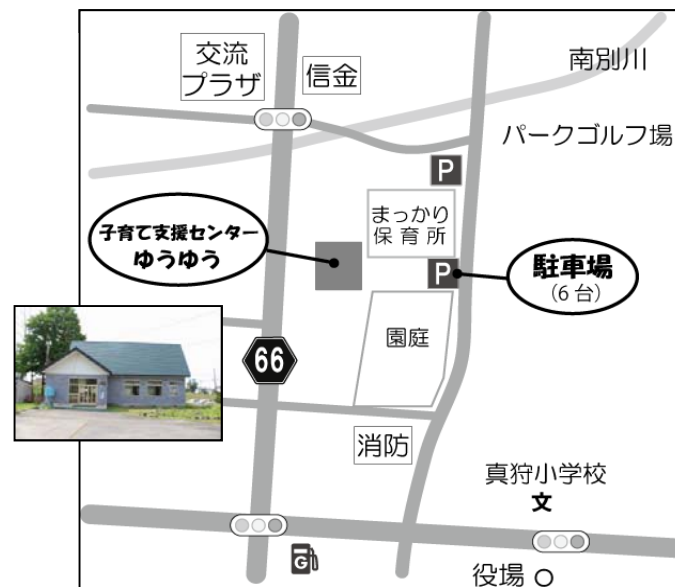 交流
プラザ
信金
南別川
パークゴルフ場
P
まっかり
保育所
子育て支援センター
ゆうゆう
P
駐車場
(6台)
園庭
66
消防
真狩小学校
文
G
役場